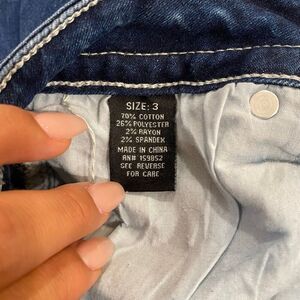 SIZE: 3
70% COTTON
26% POLYESTER
2% RAYON
2% SPANDEX
MADE IN CHINA
RN# 159852
SEE REVERSE
FOR CARE